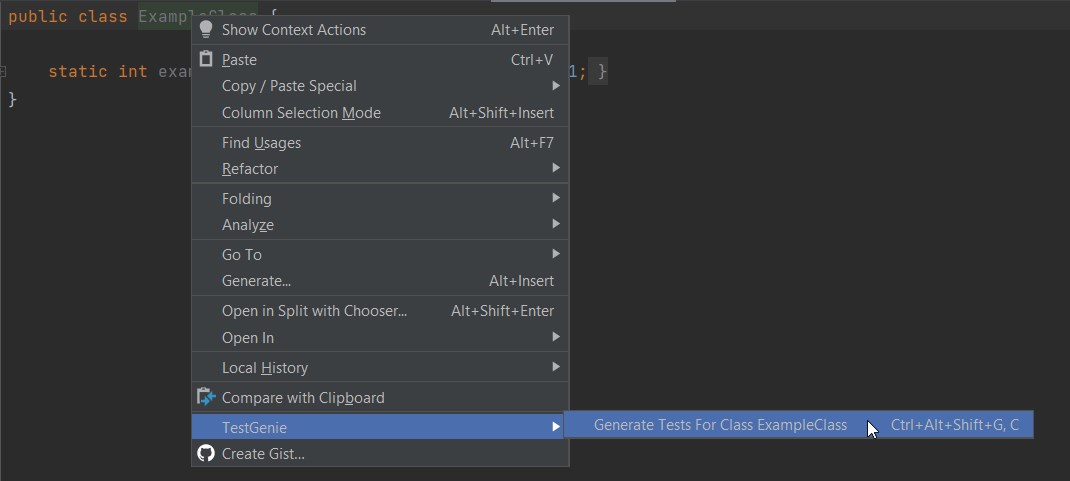 public class ExampleClass {
Show Context Actions Alt+Enter
Paste Ctrl+V
static int exam 1; }
Copy / Paste Special
}
Column Selection Mode Alt+Shift+Insert
Find Usages Alt+F7
Refactor
Folding
Analyze
Go To
Generate... Alt+Insert
Open in Split with Chooser... Alt+Shift+Enter
Open In
Local History
Compare with Clipboard
TestGenie
Generate Tests For Class ExampleClass Ctrl+Alt+Shift+G, C
Create Gist...